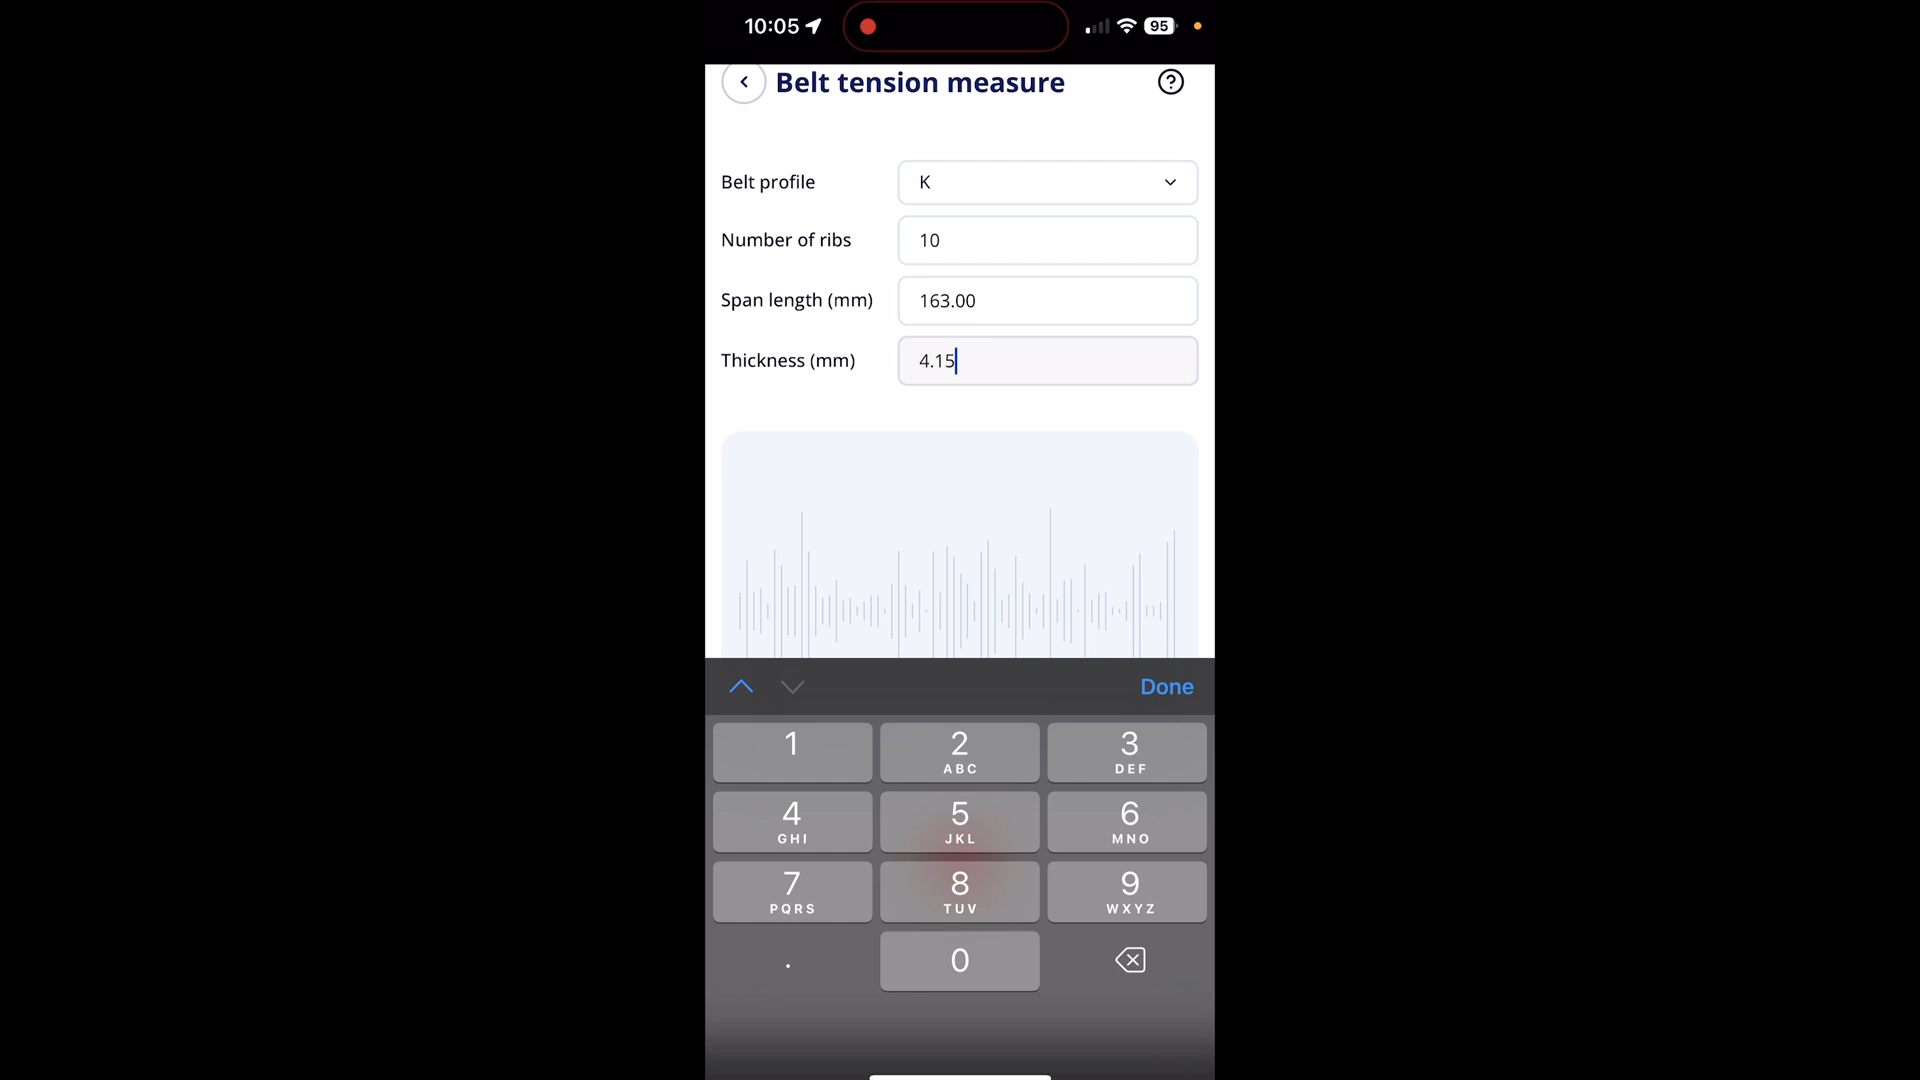 10:05 95
Belt tension measure
Belt profile K
Number of ribs 10
Span length (mm) 163.00
Thickness (mm) 4.15
Done
1 2 3
ABC DEF
4 5 6
GHI JKL MNO
7 8 9
PQRS TUV WXYZ
. 0